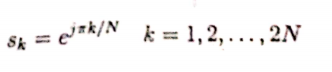 s_k = e^{jπk/N}   k = 1, 2, . . . , 2N